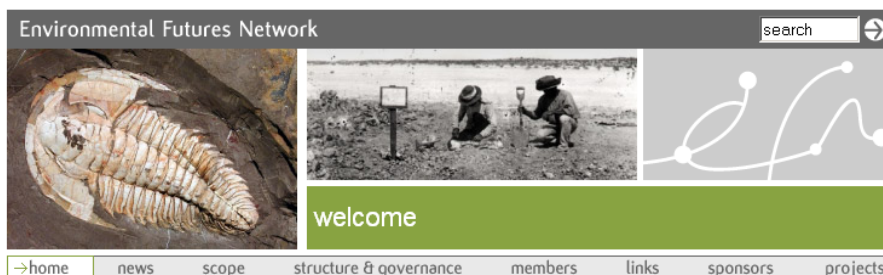 Environmental Futures Network
search
welcome
→home news scope structure & governance members links sponsors projects